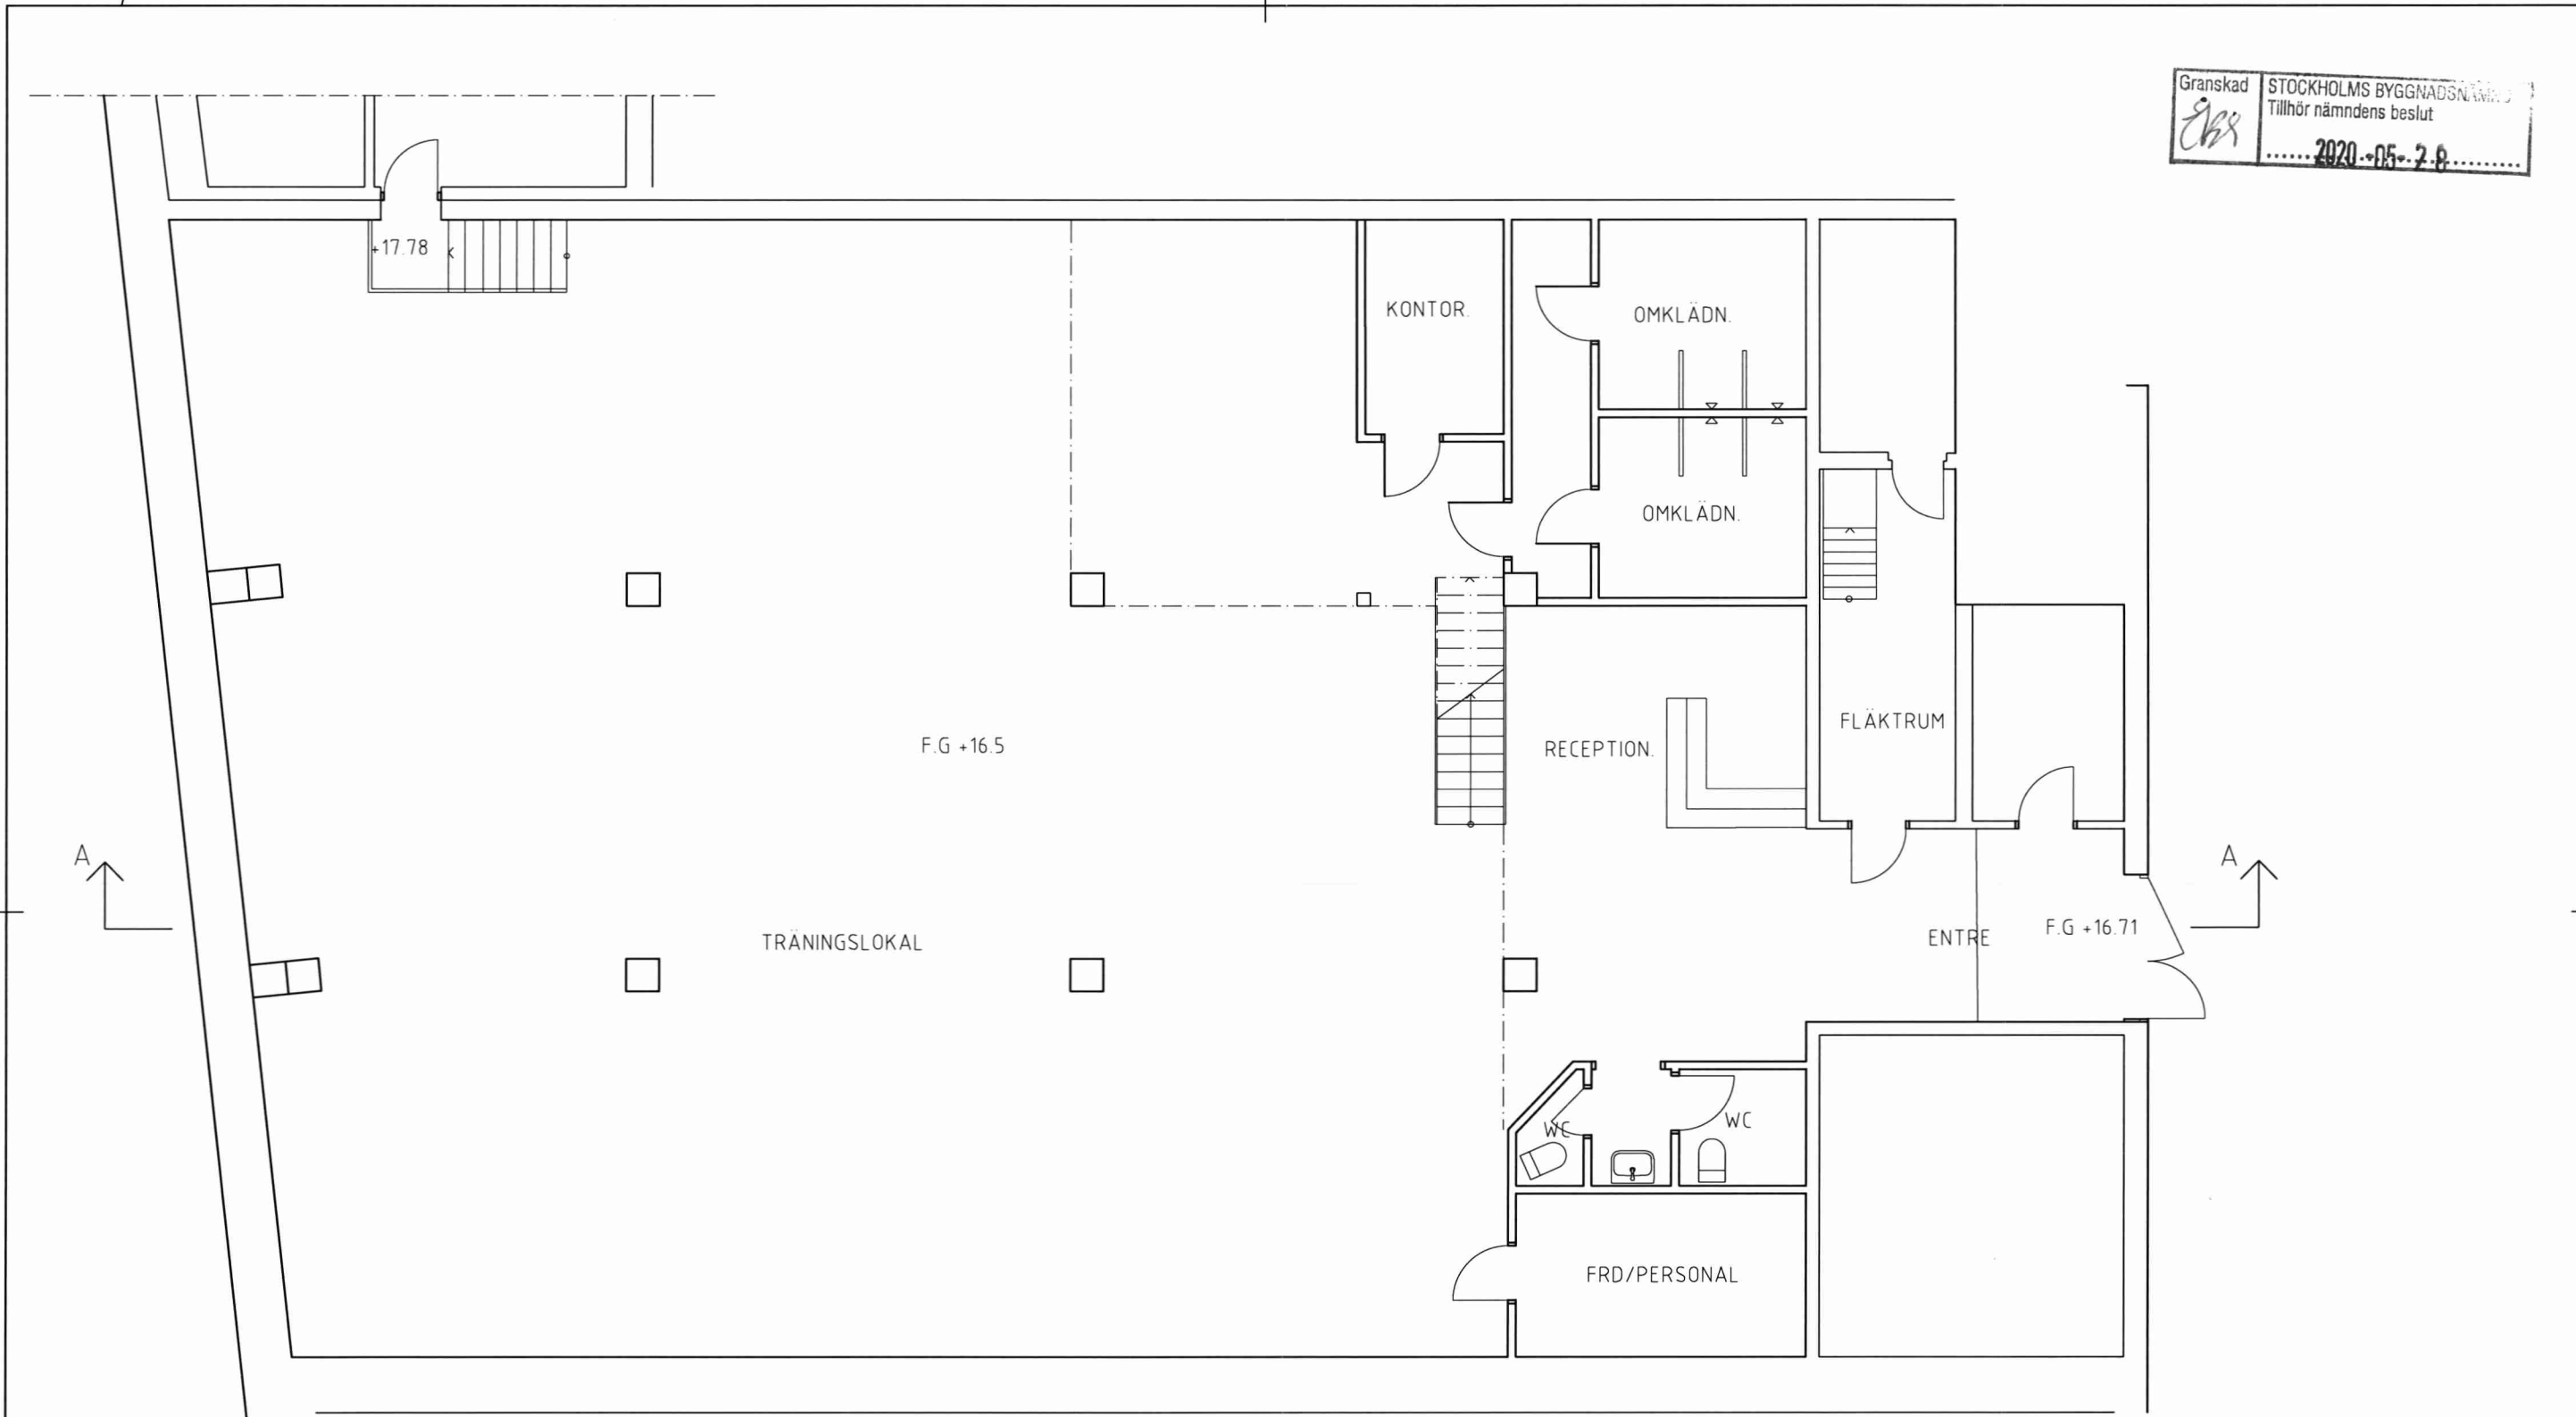 Granskad
STOCKHOLMS BYGGNADSNÄMND
Tillhör nämndens beslut
2020-05-28
+17.78
KONTOR.
OMKLÄDN.
OMKLÄDN.
F.G +16.5
RECEPTION.
FLÄKTRUM
A
A
TRÄNINGSLOKAL
ENTRE
F.G +16.71
WC
WC
FRD/PERSONAL